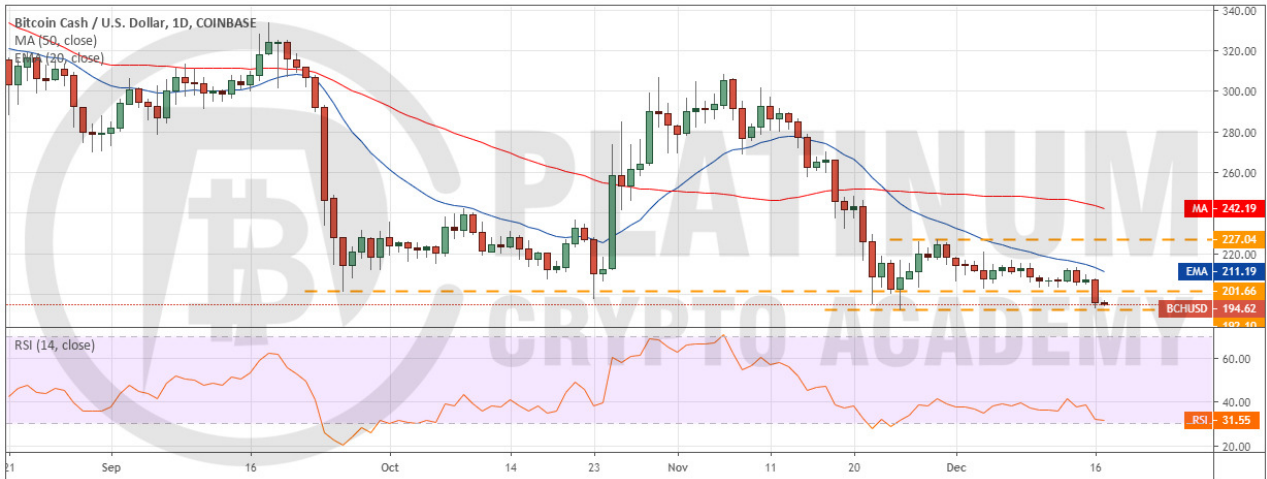 Bitcoin Cash / U.S. Dollar, 1D, COINBASE
MA (50, close)
EMA (20, close)
PLATINUM
CRYPTO ACADEMY
340.00
320.00
300.00
280.00
260.00
MA 242.19
227.04
220.00
EMA 211.19
201.66
BCHUSD 194.62
192.10
RSI (14, close)
60.00
40.00
RSI 31.55
20.00
21 Sep 16 Oct 14 23 Nov 11 20 Dec 16